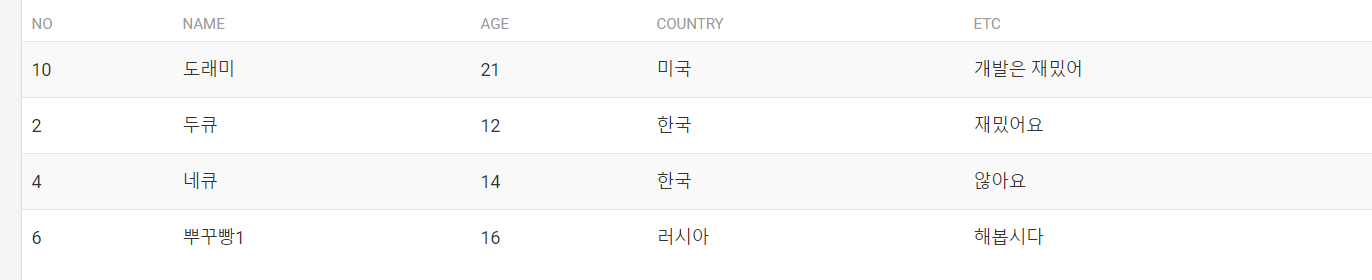 NO NAME AGE COUNTRY ETC
10 도래미 21 미국 개발은 재밌어
2 두큐 12 한국 재밌어요
4 네큐 14 한국 않아요
6 뿌꾸빵1 16 러시아 해봅시다